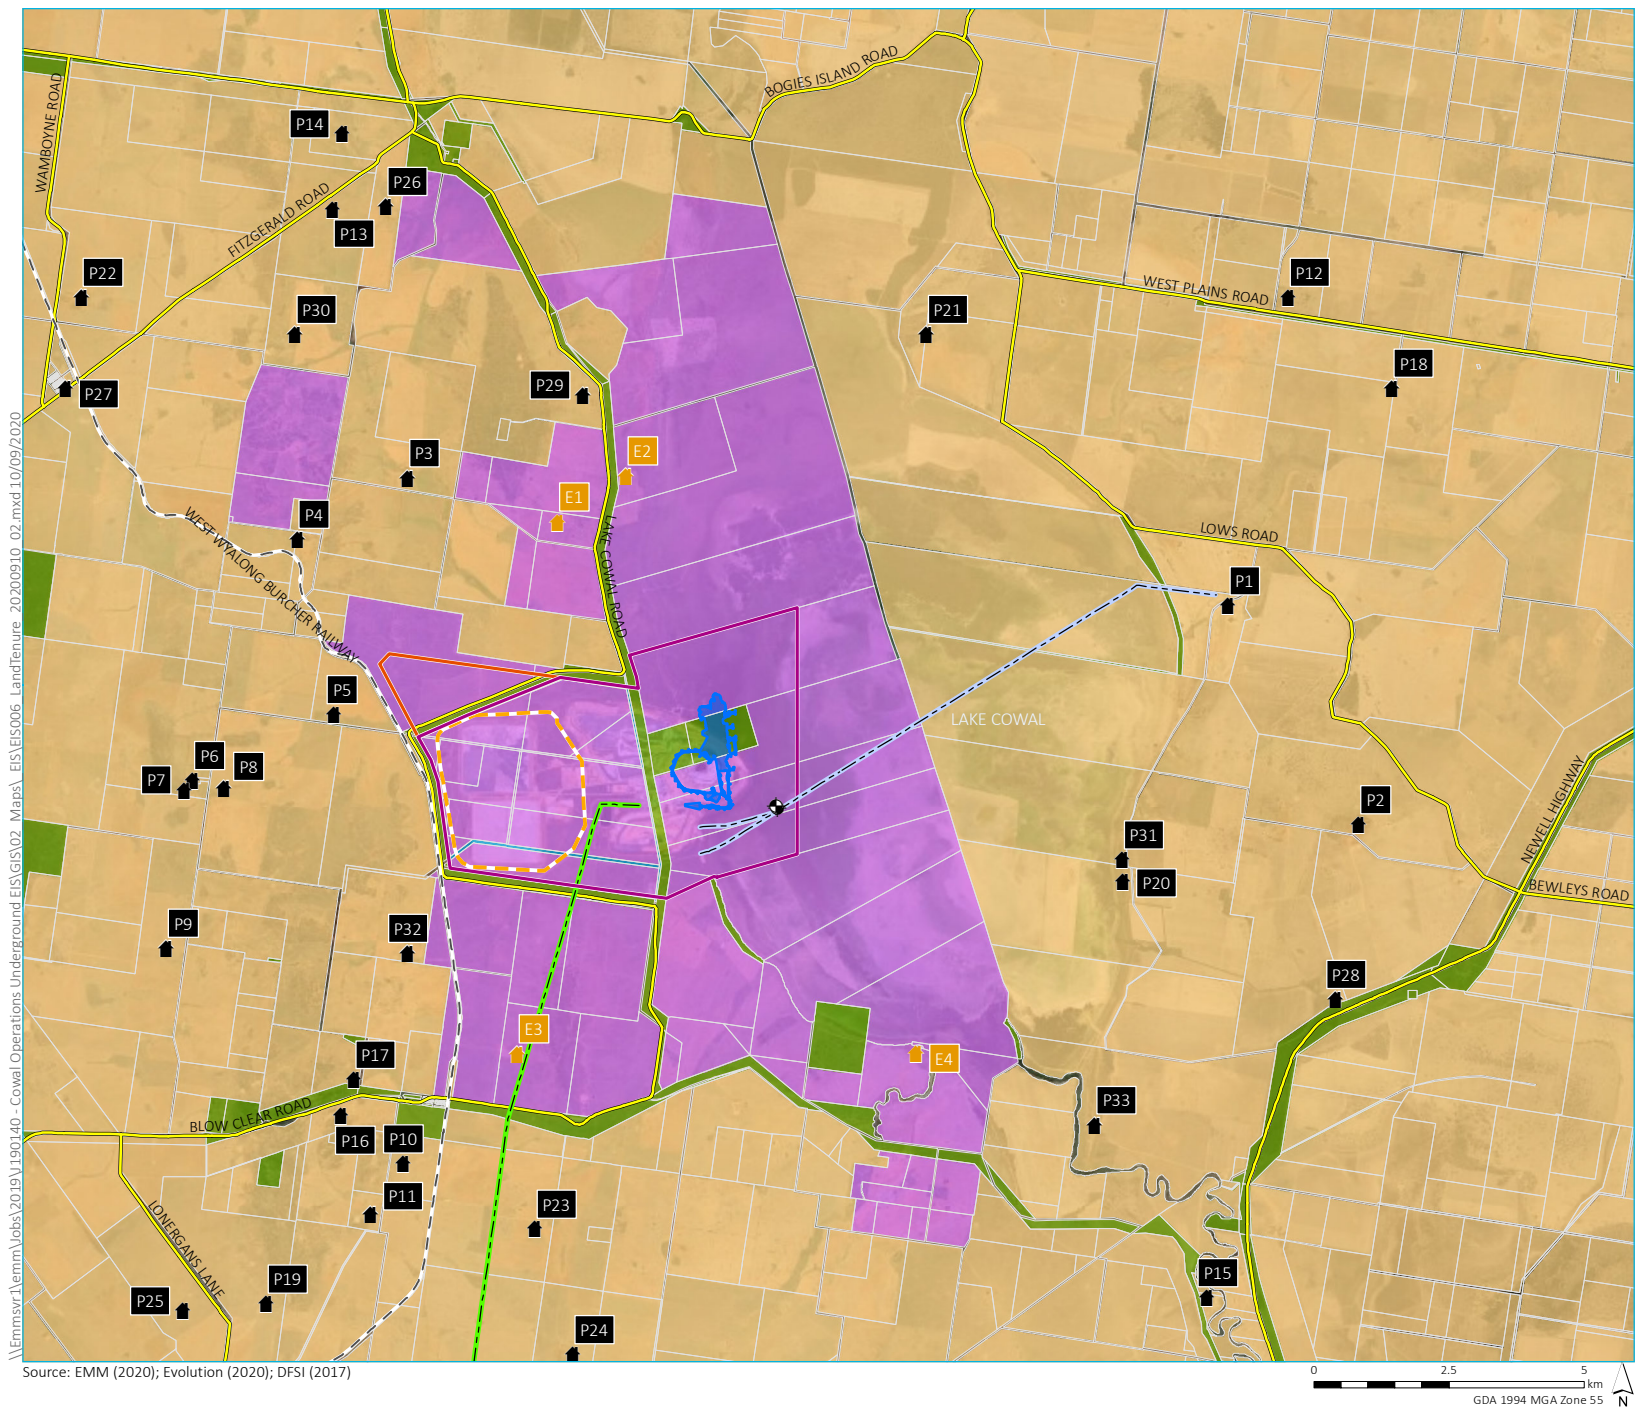 BOGIES ISLAND ROAD
WAMBOYNE ROAD
P14
P26
FITZGERALD ROAD
P13
P22
P12
WEST PLAINS ROAD
P30
P21
P18
P27
P29
P3
E2
E1
P4
LAKE COWAL ROAD
WEST WYALONG BURCHER RAILWAY
LOWS ROAD
P1
P5
LAKE COWAL
P6
P7
P8
P2
NEWELL HIGHWAY
P31
P20
BEWLEYS ROAD
P9
P32
P28
E3
P17
E4
BLOW CLEAR ROAD
P33
P16
P10
P11
P23
LONERGANS LANE
P15
P19
P25
P24
\\Emmsvr1\emm\Jobs\2019\J190140 - Cowal Operations Underground EIS\GIS\02_Maps\_EIS\EIS006_LandTenure_20200910_02.mxd 10/09/2020
Source: EMM (2020); Evolution (2020); DFSI (2017)
0 2.5 5
km
GDA 1994 MGA Zone 55
N